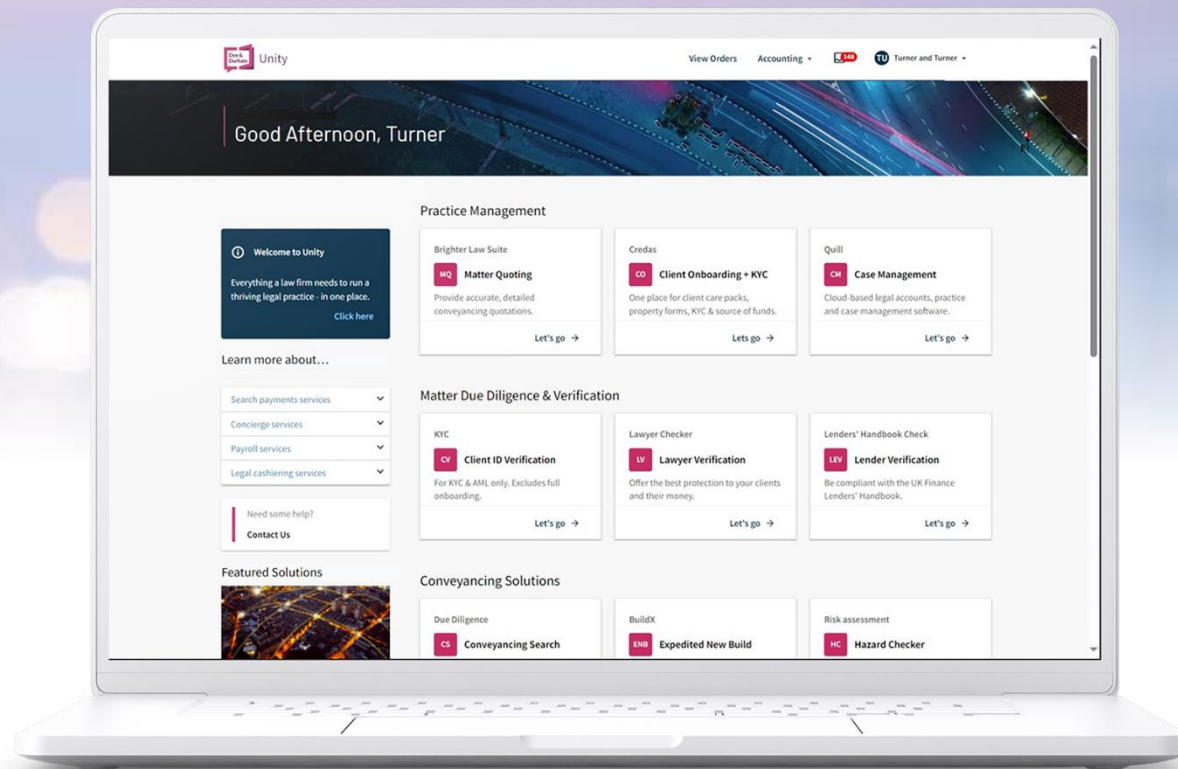 Dye & Durham Unity
View Orders Accounting 148 TU Turner and Turner
Good Afternoon, Turner
Welcome to Unity
Everything a law firm needs to run a
thriving legal practice - in one place.
Click here
Learn more about...
Search payments services
Concierge services
Payroll services
Legal cashiering services
Need some help?
Contact Us
Featured Solutions
Practice Management
Brighter Law Suite
MQ Matter Quoting
Provide accurate, detailed
conveyancing quotations.
Let's go →
Credas
CO Client Onboarding + KYC
One place for client care packs,
property forms, KYC & source of funds.
Lets go →
Quill
CM Case Management
Cloud-based legal accounts, practice
and case management software.
Let's go →
Matter Due Diligence & Verification
KYC
CV Client ID Verification
For KYC & AML only. Excludes full
onboarding.
Let's go →
Lawyer Checker
LV Lawyer Verification
Offer the best protection to your clients
and their money.
Let's go →
Lenders' Handbook Check
LEV Lender Verification
Be compliant with the UK Finance
Lenders' Handbook.
Let's go →
Conveyancing Solutions
Due Diligence
CS Conveyancing Search
BuildX
ENB Expedited New Build
Risk assessment
HC Hazard Checker